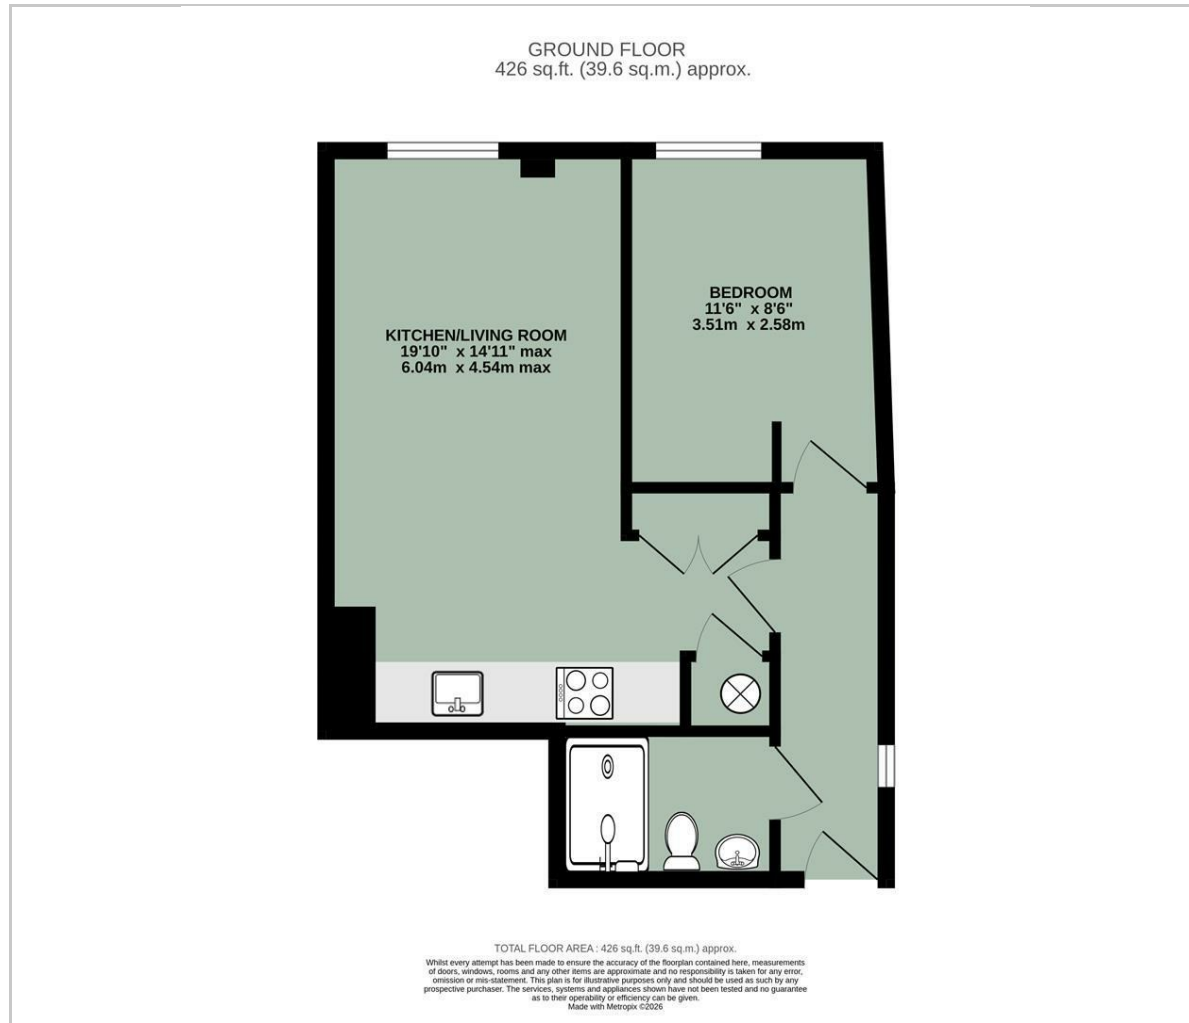 GROUND FLOOR
426 sq.ft. (39.6 sq.m.) approx.
BEDROOM
11'6" x 8'6"
3.51m x 2.58m
KITCHEN/LIVING ROOM
19'10" x 14'11" max
6.04m x 4.54m max
TOTAL FLOOR AREA : 426 sq.ft. (39.6 sq.m.) approx.
Whilst every attempt has been made to ensure the accuracy of the floorplan contained here, measurements
of doors, windows, rooms and any other items are approximate and no responsibility is taken for any error,
omission or mis-statement. This plan is for illustrative purposes only and should be used as such by any
prospective purchaser. The services, systems and appliances shown have not been tested and no guarantee
as to their operability or efficiency can be given.
Made with Metropix ©2026